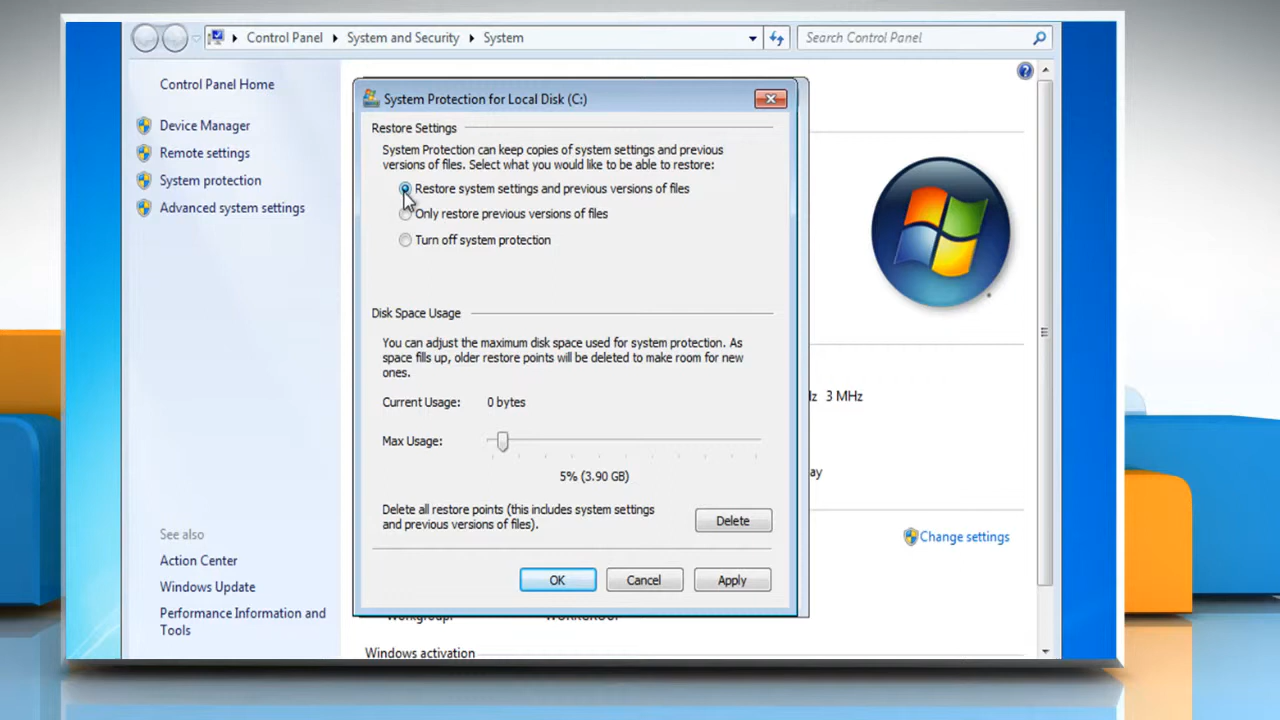 Control Panel
System and Security
System
Search Control Panel
Control Panel Home
Device Manager
Remote settings
System protection
Advanced system settings
See also
Action Center
Windows Update
Performance Information and
Tools
System Protection for Local Disk (C:)
Restore Settings
System Protection can keep copies of system settings and previous
versions of files. Select what you would like to be able to restore:
Restore system settings and previous versions of files
Only restore previous versions of files
Turn off system protection
Disk Space Usage
You can adjust the maximum disk space used for system protection. As
space fills up, older restore points will be deleted to make room for new
ones.
Current Usage: 0 bytes
Max Usage:
5% (3.90 GB)
Delete all restore points (this includes system settings
and previous versions of files).
Delete
OK
Cancel
Apply
3 MHz
Change settings
Windows activation